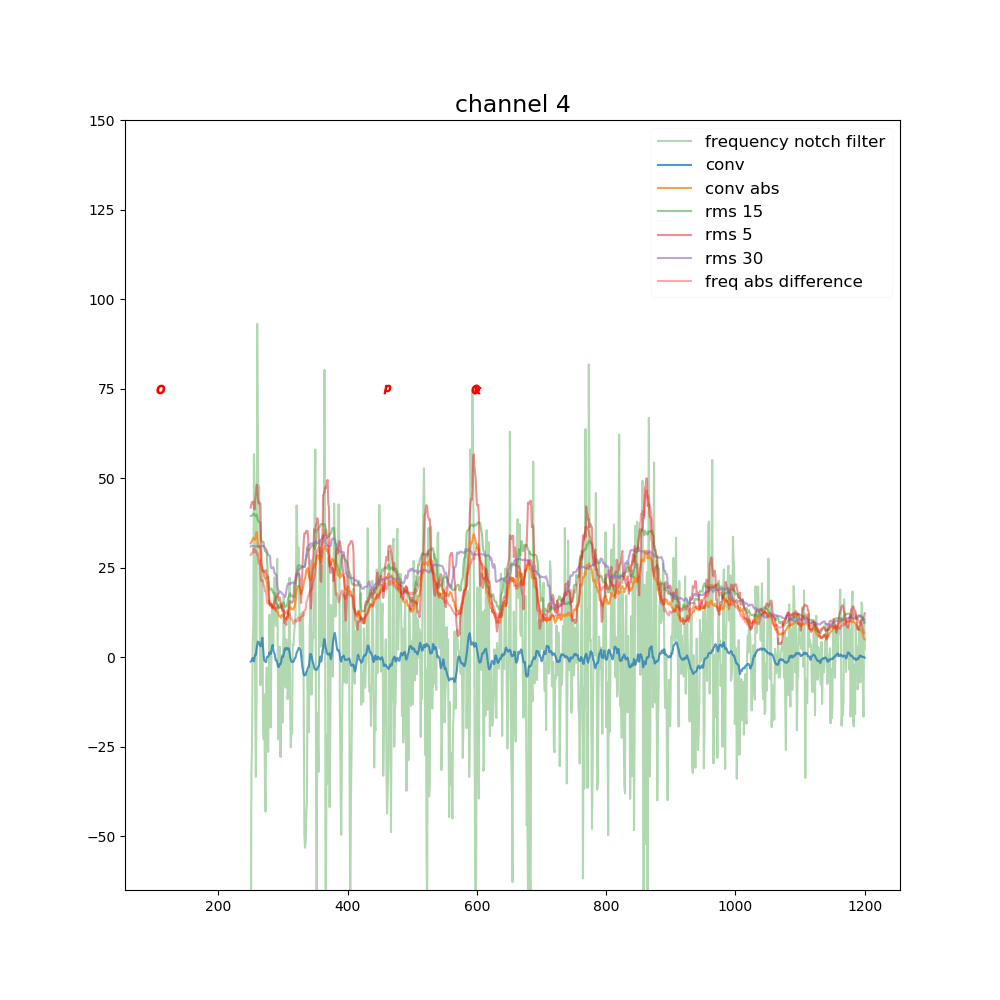 channel 4
150
125
100
75
50
25
0
−25
−50
frequency notch filter
conv
conv abs
rms 15
rms 5
rms 30
freq abs difference
o
p
200
400
600
800
1000
1200